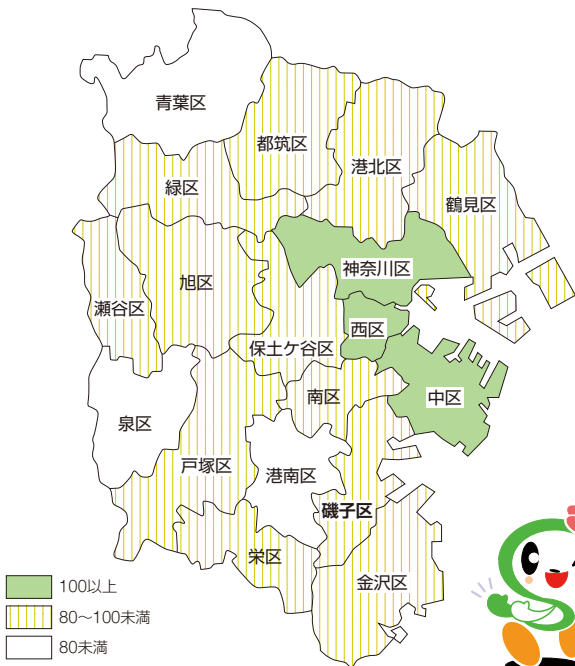 青葉区
都筑区
港北区
緑区
鶴見区
神奈川区
旭区
瀬谷区
西区
保土ケ谷区
南区
中区
泉区
戸塚区
港南区
磯子区
栄区
金沢区
100以上
80〜100未満
80未満